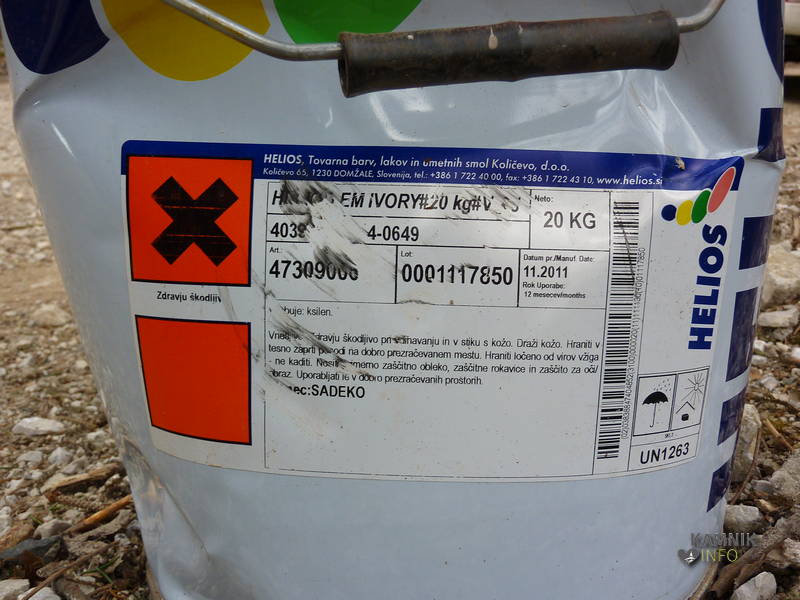 HELIOS, Tovarna barv, lakov in umetnih smol Količevo, d.o.o.
Količevo 65, 1230 DOMŽALE, Slovenija, tel.: +386 1 722 40 00, fax: +386 1 722 43 10, www.helios.si
EM IVORY#20 kg#V
Neto:
20 KG
4-0649
Art.:
Lot:
0001117850
Datum pr./Manuf. Date:
11.2011
Rok Uporabe:
12 mesecev/months
Zdravju škodljiv
ksilen.
Zdravju škodljivo pri vdihavanju in v stiku s kožo. Draži kožo. Hraniti v
tesno zaprti posodi na dobro prezračevanem mestu. Hraniti ločeno od virov vžiga
- ne kaditi. Nositi primerno zaščitno obleko, zaščitne rokavice in zaščito za oči/
obraz. Uporabljati le v dobro prezračevanih prostorih.
SADEKO
HELIOS
UN1263
KAMNIK
INFO